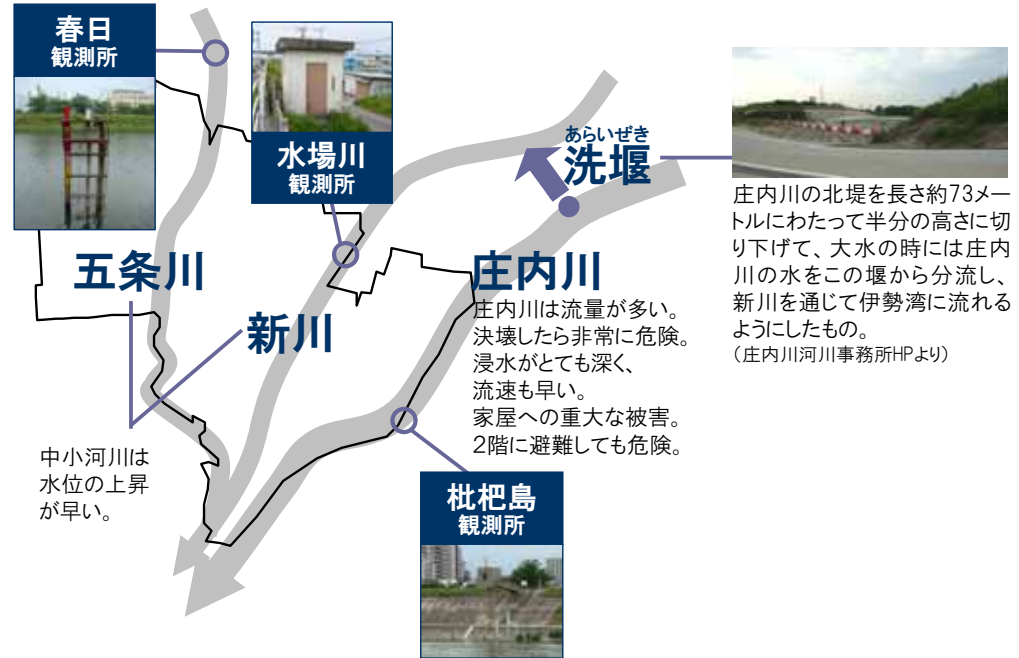 春日
観測所
水場川
観測所
あらいぜき
洗堰
庄内川の北堤を長さ約73メー
トルにわたって半分の高さに切
り下げて、大水の時には庄内
川の水をこの堰から分流し、
新川を通じて伊勢湾に流れる
ようにしたもの。
（庄内川河川事務所HPより）
五条川
新川
中小河川は
水位の上昇
が早い。
庄内川
庄内川は流量が多い。
決壊したら非常に危険。
浸水がとても深く、
流速も早い。
家屋への重大な被害。
2階に避難しても危険。
枇杷島
観測所